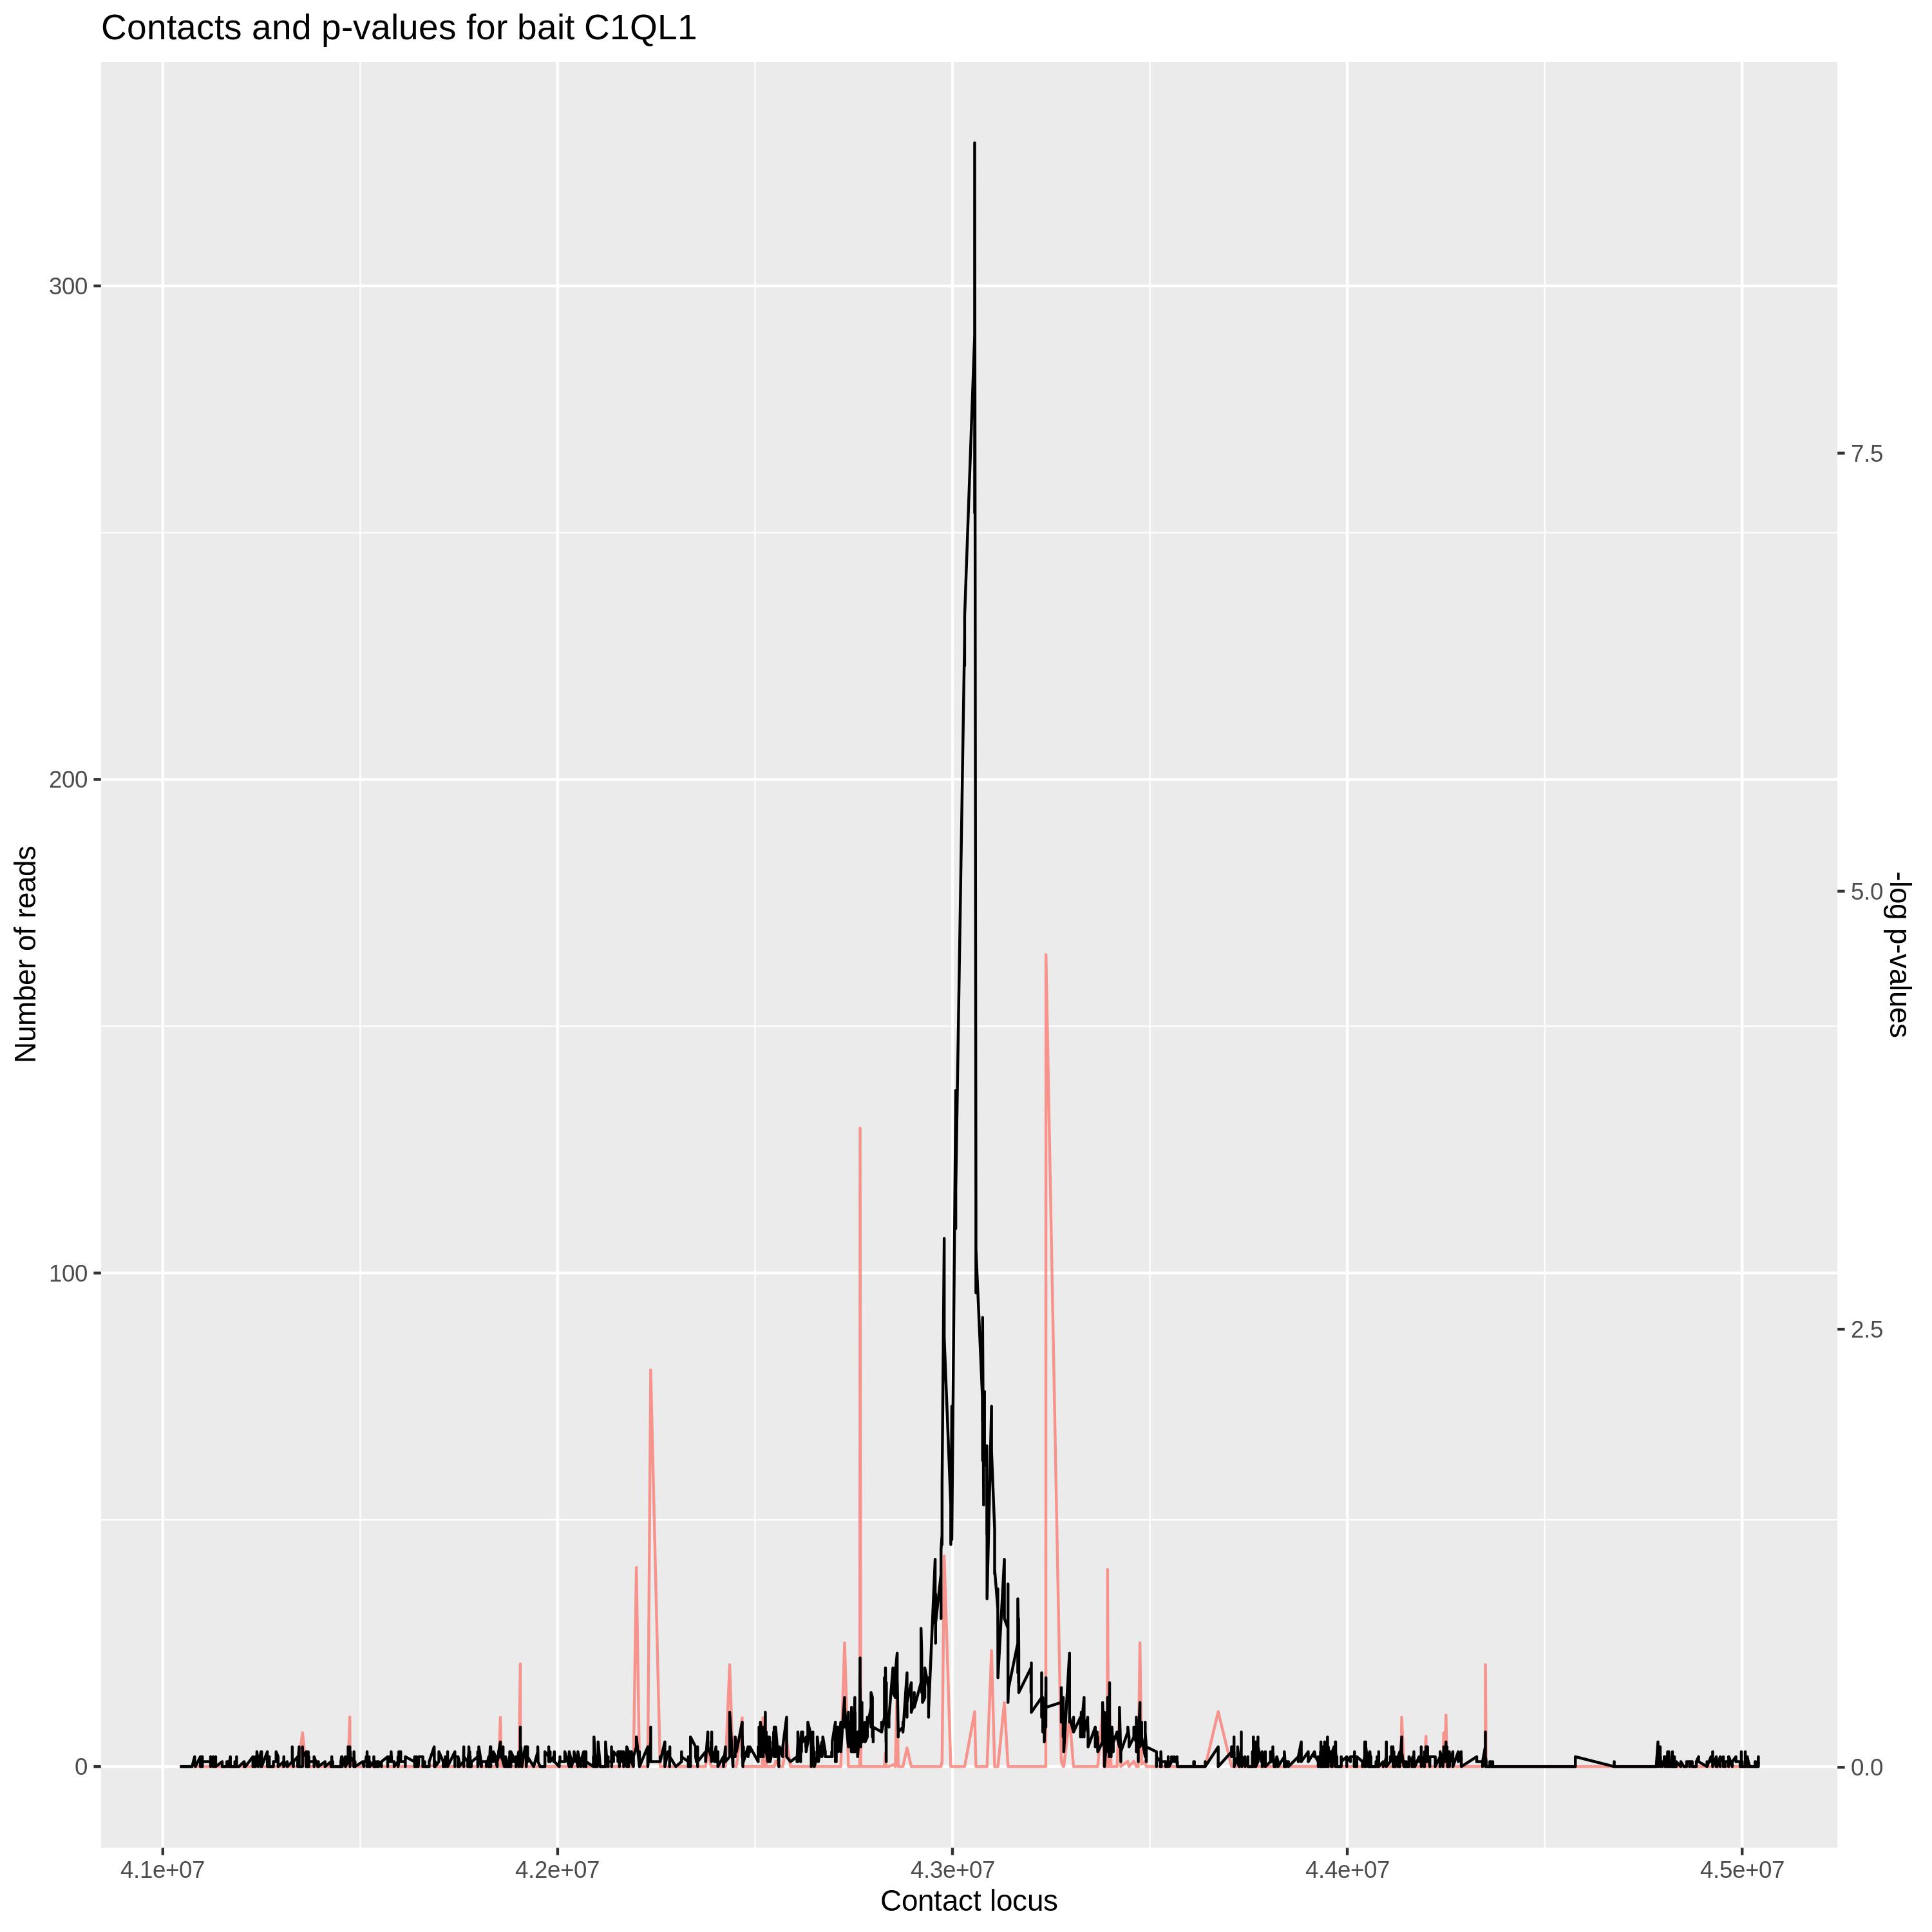 Contacts and p-values for bait C1QL1
300
200
100
0
Number of reads
7.5
5.0
2.5
0.0
-log p-values
4.1e+07
4.2e+07
4.3e+07
4.4e+07
4.5e+07
Contact locus